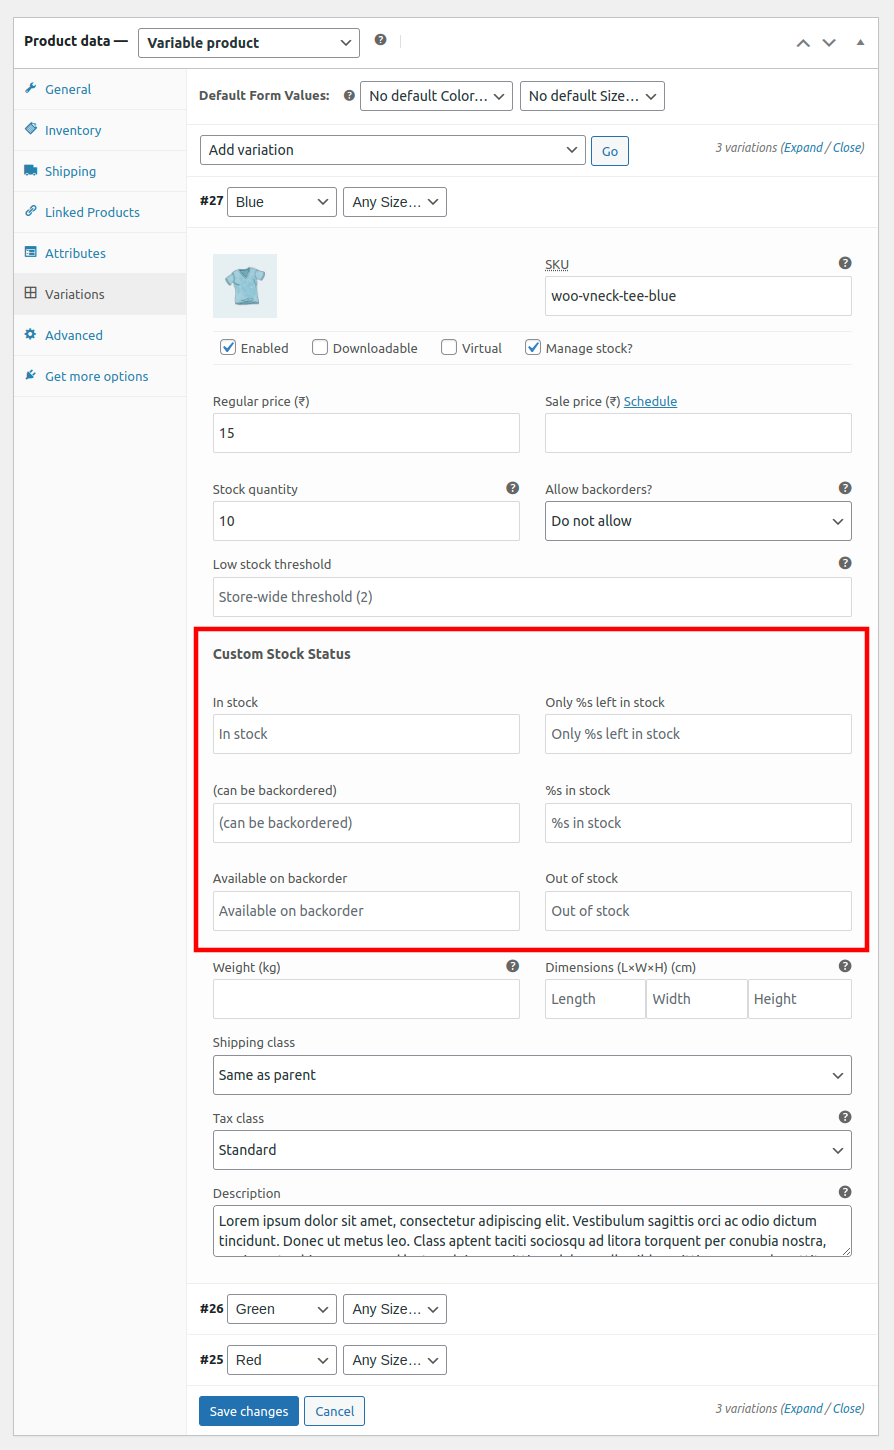 Product data — Variable product
General
Inventory
Shipping
Linked Products
Attributes
Variations
Advanced
Get more options
Default Form Values: No default Color… No default Size…
Add variation Go 3 variations (Expand / Close)
#27 Blue Any Size…
SKU
woo-vneck-tee-blue
Enabled Downloadable Virtual Manage stock?
Regular price (₹) Sale price (₹) Schedule
15
Stock quantity Allow backorders?
10 Do not allow
Low stock threshold
Store-wide threshold (2)
Custom Stock Status
In stock Only %s left in stock
In stock Only %s left in stock
(can be backordered) %s in stock
(can be backordered) %s in stock
Available on backorder Out of stock
Available on backorder Out of stock
Weight (kg) Dimensions (L×W×H) (cm)
Length Width Height
Shipping class
Same as parent
Tax class
Standard
Description
Lorem ipsum dolor sit amet, consectetur adipiscing elit. Vestibulum sagittis orci ac odio dictum
tincidunt. Donec ut metus leo. Class aptent taciti sociosqu ad litora torquent per conubia nostra,
#26 Green Any Size…
#25 Red Any Size…
Save changes Cancel 3 variations (Expand / Close)